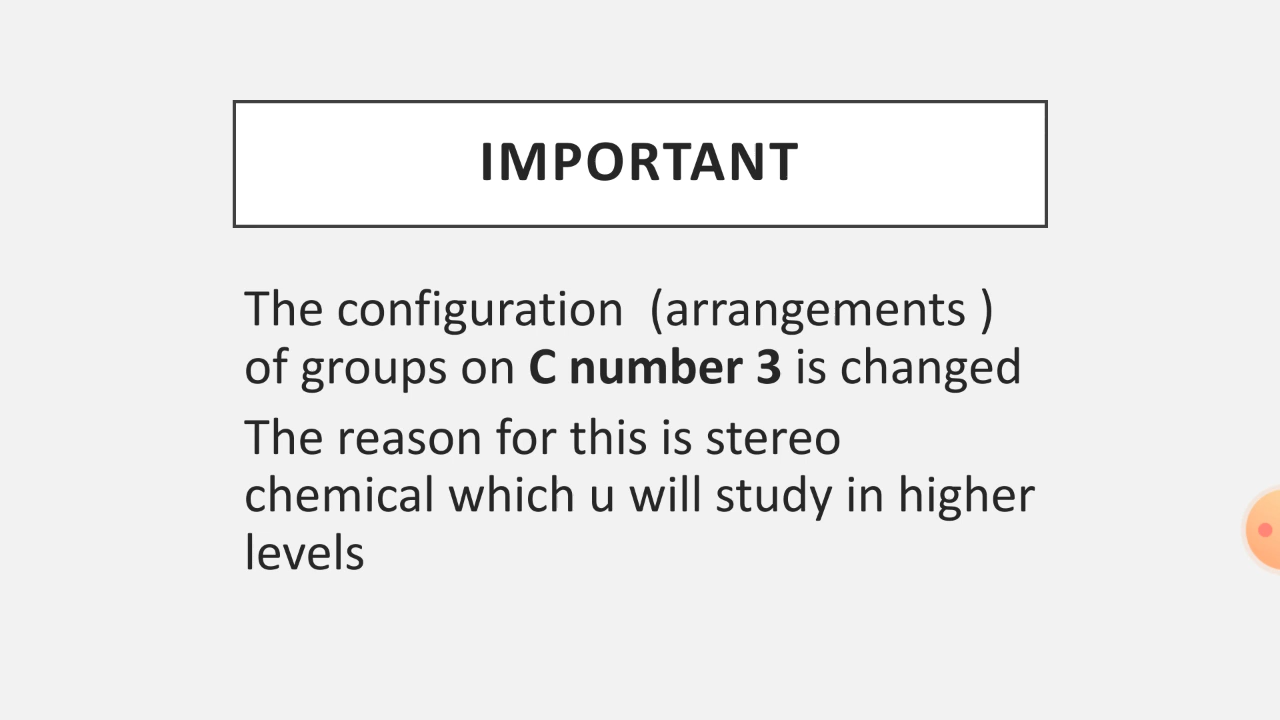 IMPORTANT
The configuration  (arrangements )
of groups on C number 3 is changed
The reason for this is stereo
chemical which u will study in higher
levels